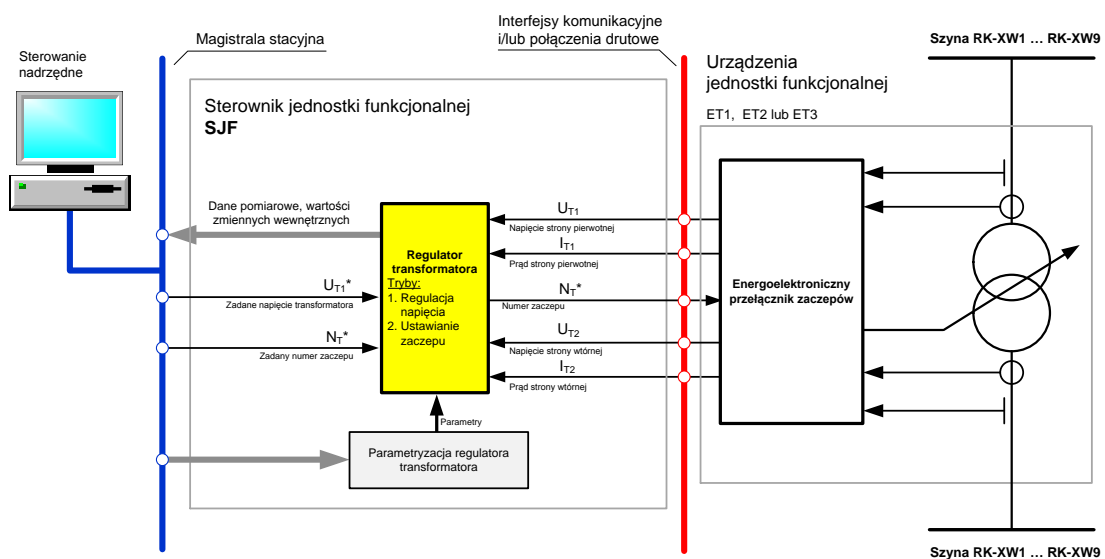 Interfejsy komunikacyjne
i/lub połączenia drutowe
Magistrala stacyjna
Szyna RK-XW1 … RK-XW9
Sterowanie
nadrzędne
Urządzenia
jednostki funkcjonalnej
ET1, ET2 lub ET3
Sterownik jednostki funkcjonalnej
SJF
Dane pomiarowe, wartości
zmiennych wewnętrznych
UT1*
Zadane napięcie transformatora
NT*
Zadany numer zaczepu
Regulator
transformatora
Tryby:
1. Regulacja
napięcia
2. Ustawianie
zaczepu
UT1
Napięcie strony pierwotnej
IT1
Prąd strony pierwotnej
NT*
Numer zaczepu
UT2
Napięcie strony wtórnej
IT2
Prąd strony wtórnej
Energoelektroniczny
przełącznik zaczepów
Parametry
Parametryzacja regulatora
transformatora
Szyna RK-XW1 … RK-XW9